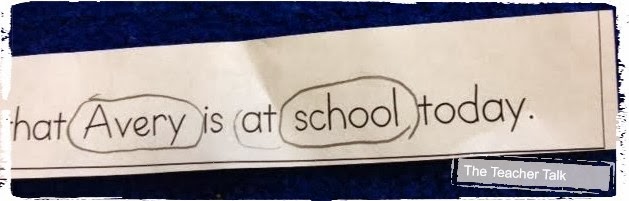 hat Avery is at school today.
The Teacher Talk